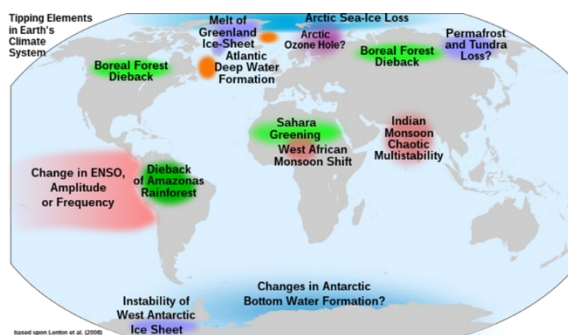 Tipping Elements
in Earth's
Climate
System
Melt of
Greenland
Ice-Sheet
Atlantic
Deep Water
Formation
Arctic Sea-Ice Loss
Arctic
Ozone Hole?
Boreal Forest
Dieback
Boreal Forest
Dieback
Permafrost
and Tundra
Loss?
Sahara
Greening
West African
Monsoon Shift
Indian
Monsoon
Chaotic
Multistability
Change in ENSO,
Amplitude
or Frequency
Dieback
of Amazonas
Rainforest
Changes in Antarctic
Bottom Water Formation?
Instability of
West Antarctic
Ice Sheet
based upon Lenton et al. (2008)